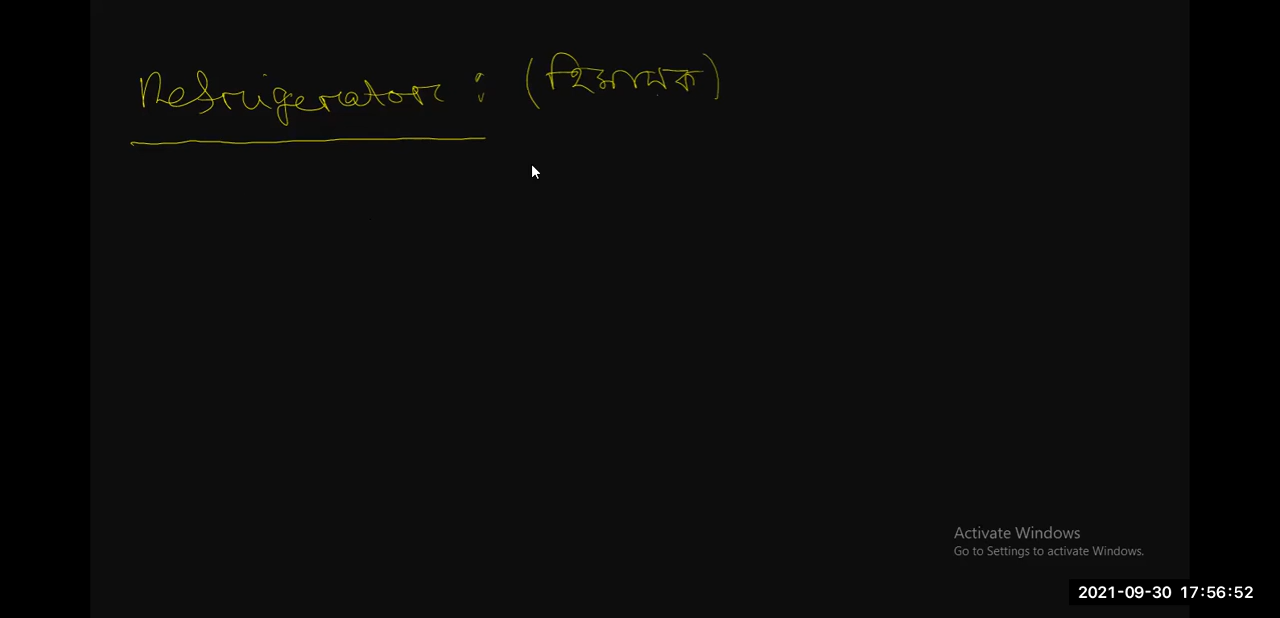 Refrigerator : (হিমায়ক)
Activate Windows
Go to Settings to activate Windows.
2021-09-30 17:56:52